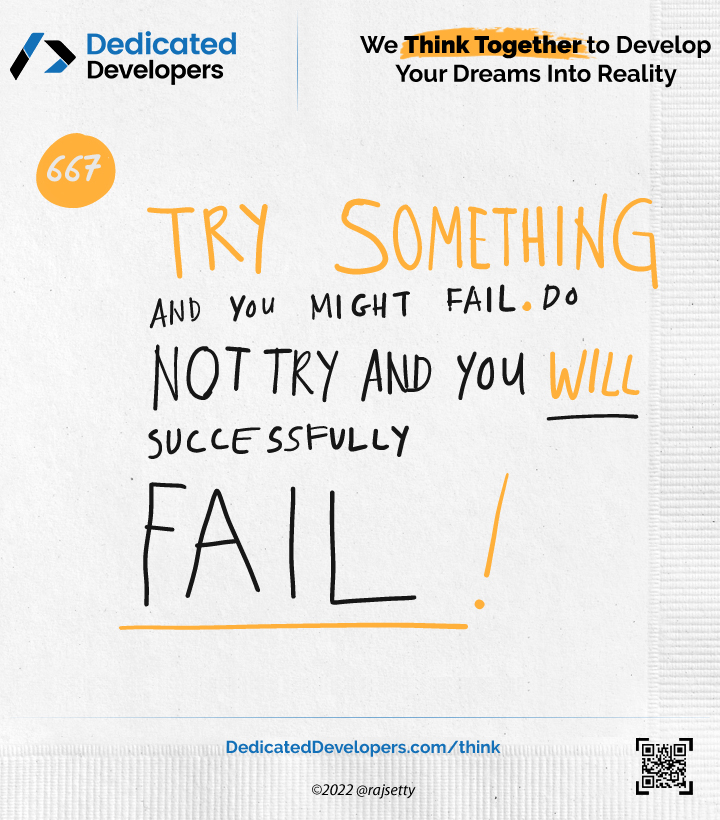 Dedicated
Developers
We Think Together to Develop
Your Dreams Into Reality
667
TRY SOMETHING
AND YOU MIGHT FAIL. DO
NOT TRY AND YOU WILL
SUCCESSFULLY
FAIL!
DedicatedDevelopers.com/think
©2022 @rajsetty